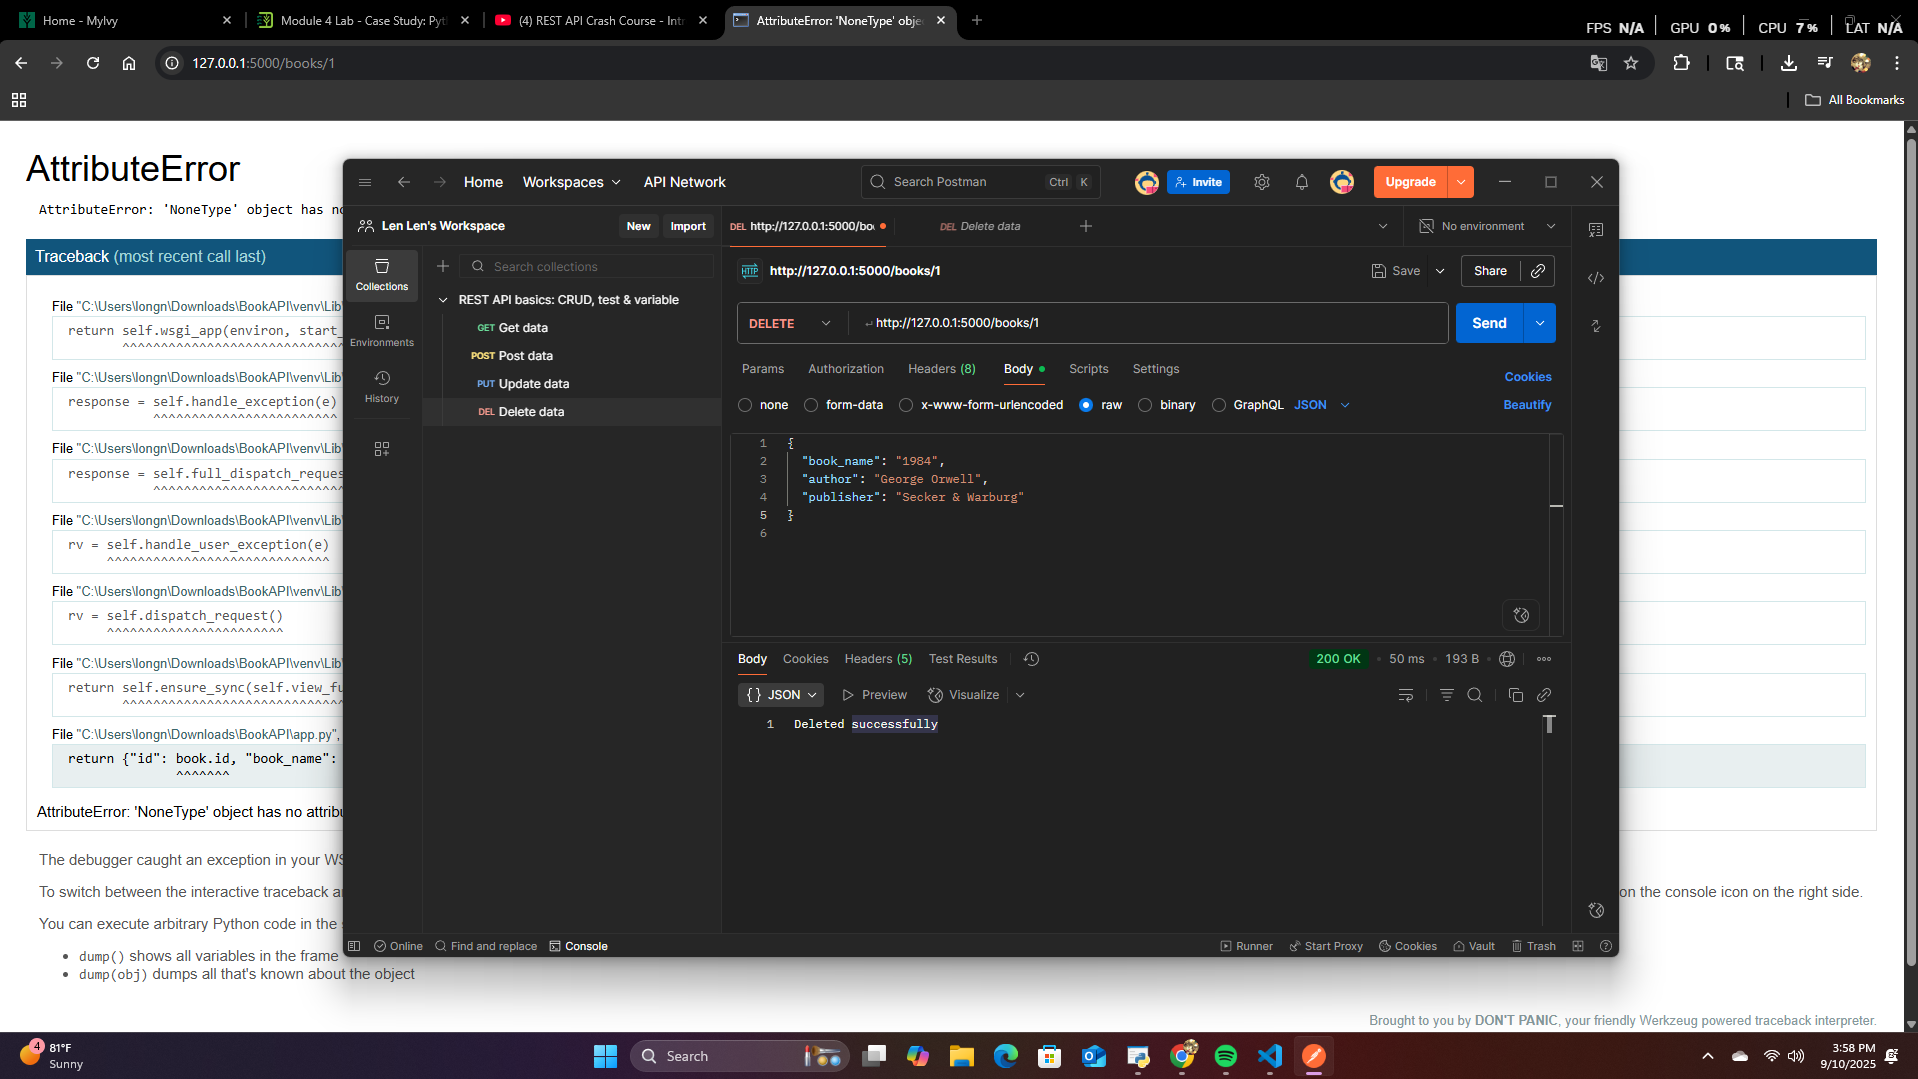 Home - MyIvy
Module 4 Lab - Case Study: Pyt
(4) REST API Crash Course - Intr
AttributeError: 'NoneType' obje
FPS N/A GPU 0% CPU 7% LAT N/A
127.0.0.1:5000/books/1
All Bookmarks
AttributeError
AttributeError: 'NoneType' object has no
Traceback (most recent call last)
File "C:\Users\longn\Downloads\BookAPI\venv\Lib\
return self.wsgi_app(environ, start_
^^^^^^^^^^^^^^^^^^^^^^^^^^^^^
File "C:\Users\longn\Downloads\BookAPI\venv\Lib\
response = self.handle_exception(e)
^^^^^^^^^^^^^^^^^^^^^^^^
File "C:\Users\longn\Downloads\BookAPI\venv\Lib\
response = self.full_dispatch_reques
^^^^^^^^^^^^^^^^^^^^^^^^^
File "C:\Users\longn\Downloads\BookAPI\venv\Lib\
rv = self.handle_user_exception(e)
^^^^^^^^^^^^^^^^^^^^^^^^^^^^^
File "C:\Users\longn\Downloads\BookAPI\venv\Lib\
rv = self.dispatch_request()
^^^^^^^^^^^^^^^^^^^^^^^
File "C:\Users\longn\Downloads\BookAPI\venv\Lib\
return self.ensure_sync(self.view_fu
^^^^^^^^^^^^^^^^^^^^^^^^^^^^^
File "C:\Users\longn\Downloads\BookAPI\app.py",
return {"id": book.id, "book_name":
^^^^^^^
AttributeError: 'NoneType' object has no attribu
The debugger caught an exception in your WS
To switch between the interactive traceback a
on the console icon on the right side.
You can execute arbitrary Python code in the
dump() shows all variables in the frame
dump(obj) dumps all that's known about the object
Brought to you by DON'T PANIC, your friendly Werkzeug powered traceback interpreter.
Home Workspaces API Network
Search Postman Ctrl K
Invite
Upgrade
Len Len's Workspace New Import
DEL http://127.0.0.1:5000/bo
DEL Delete data
No environment
Collections
Environments
History
Search collections
REST API basics: CRUD, test & variable
GET Get data
POST Post data
PUT Update data
DEL Delete data
HTTP http://127.0.0.1:5000/books/1 Save Share
DELETE http://127.0.0.1:5000/books/1 Send
Params Authorization Headers (8) Body Scripts Settings Cookies
none form-data x-www-form-urlencoded raw binary GraphQL JSON Beautify
1 {
2 "book_name": "1984",
3 "author": "George Orwell",
4 "publisher": "Secker & Warburg"
5 }
6
Body Cookies Headers (5) Test Results 200 OK 50 ms 193 B
{} JSON Preview Visualize
1 Deleted successfully
Online Find and replace Console Runner Start Proxy Cookies Vault Trash
4
81°F
Sunny
Search
3:58 PM
9/10/2025